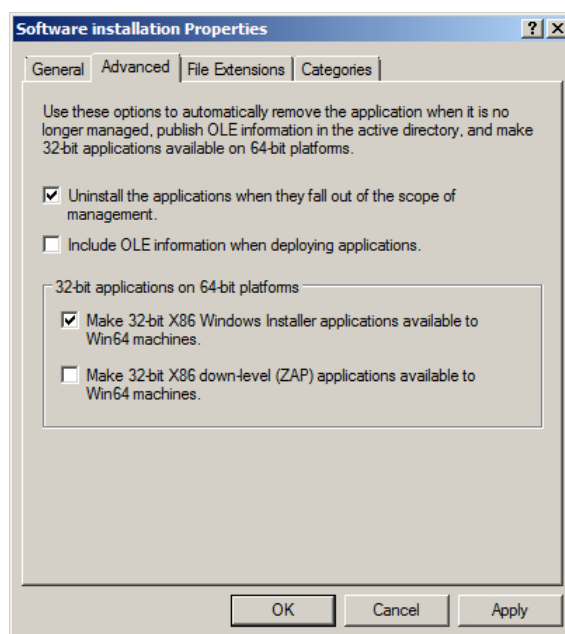 Software installation Properties
General
Advanced
File Extensions
Categories
Use these options to automatically remove the application when it is no
longer managed, publish OLE information in the active directory, and make
32-bit applications available on 64-bit platforms.
Uninstall the applications when they fall out of the scope of
management.
Include OLE information when deploying applications.
32-bit applications on 64-bit platforms
Make 32-bit X86 Windows Installer applications available to
Win64 machines.
Make 32-bit X86 down-level (ZAP) applications available to
Win64 machines.
OK
Cancel
Apply